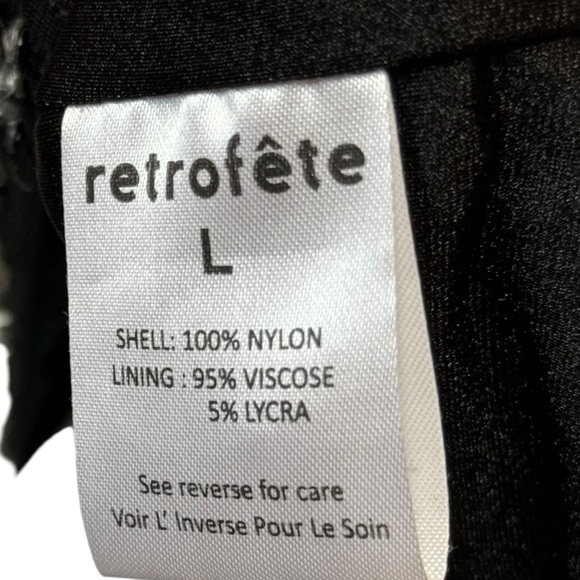 retrofête
L
SHELL: 100% NYLON
LINING : 95% VISCOSE
5% LYCRA
See reverse for care
Voir L' Inverse Pour Le Soin